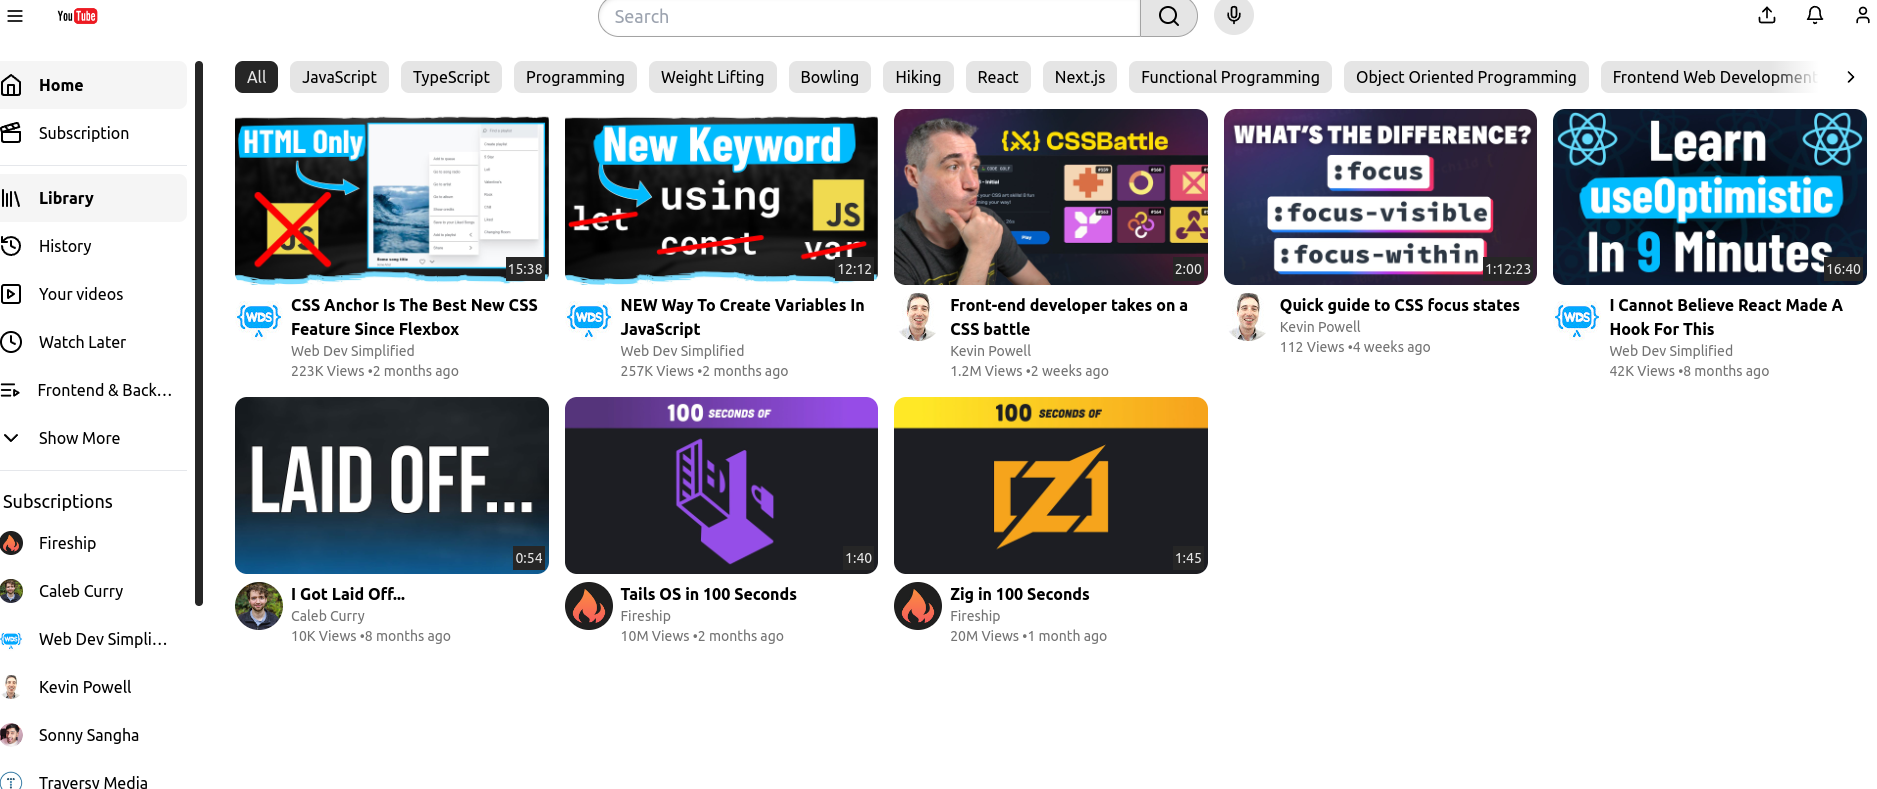 YouTube
Search
Home
Subscription
Library
History
Your videos
Watch Later
Frontend & Back...
Show More
Subscriptions
Fireship
Caleb Curry
Web Dev Simpli...
Kevin Powell
Sonny Sangha
Traversy Media
All JavaScript TypeScript Programming Weight Lifting Bowling Hiking React Next.js Functional Programming Object Oriented Programming Frontend Web Development
HTML Only
JS
15:38
WDS
CSS Anchor Is The Best New CSS
Feature Since Flexbox
Web Dev Simplified
223K Views •2 months ago
New Keyword
using
let
const
var
JS
12:12
WDS
NEW Way To Create Variables In
JavaScript
Web Dev Simplified
257K Views •2 months ago
CSSBattle
2:00
Front-end developer takes on a
CSS battle
Kevin Powell
1.2M Views •2 weeks ago
WHAT'S THE DIFFERENCE?
:focus
:focus-visible
:focus-within
1:12:23
Quick guide to CSS focus states
Kevin Powell
112 Views •4 weeks ago
Learn
useOptimistic
In 9 Minutes
16:40
WDS
I Cannot Believe React Made A
Hook For This
Web Dev Simplified
42K Views •8 months ago
LAID OFF...
0:54
I Got Laid Off...
Caleb Curry
10K Views •8 months ago
100 SECONDS OF
1:40
Tails OS in 100 Seconds
Fireship
10M Views •2 months ago
100 SECONDS OF
1:45
Zig in 100 Seconds
Fireship
20M Views •1 month ago